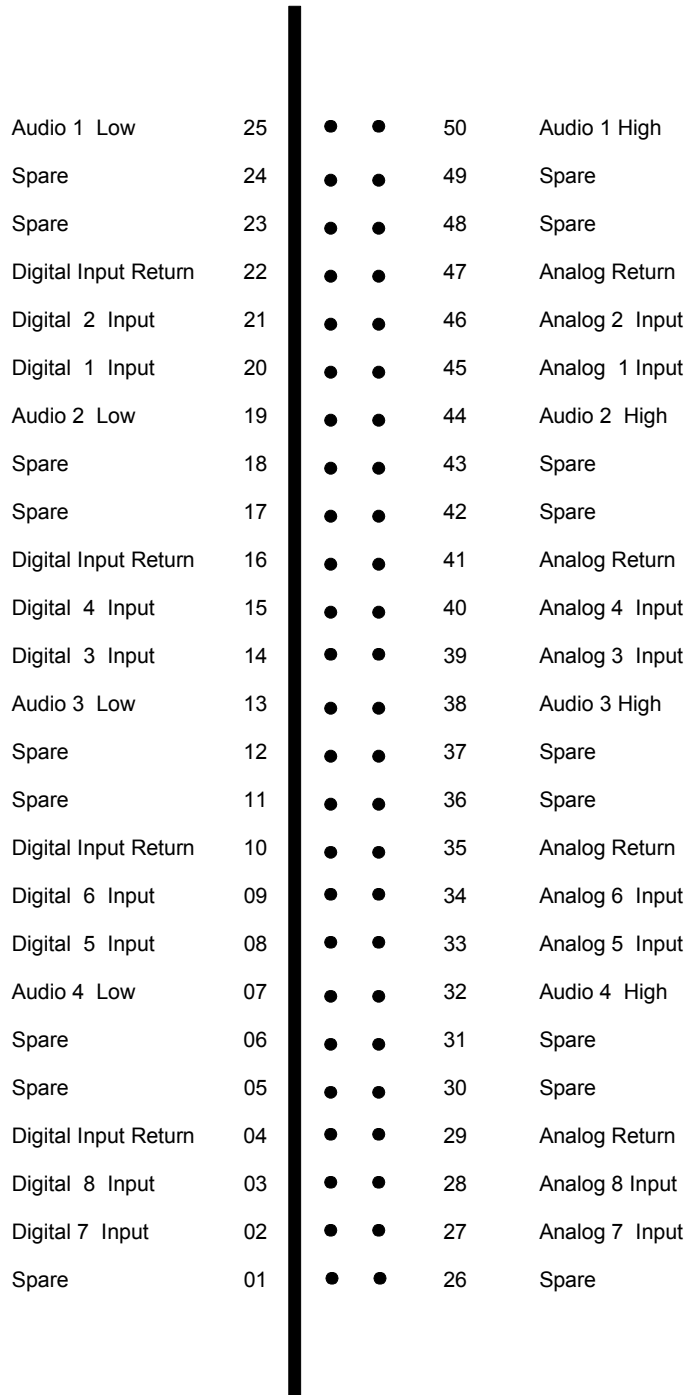 Audio 1 Low 25 50 Audio 1 High
Spare 24 49 Spare
Spare 23 48 Spare
Digital Input Return 22 47 Analog Return
Digital 2 Input 21 46 Analog 2 Input
Digital 1 Input 20 45 Analog 1 Input
Audio 2 Low 19 44 Audio 2 High
Spare 18 43 Spare
Spare 17 42 Spare
Digital Input Return 16 41 Analog Return
Digital 4 Input 15 40 Analog 4 Input
Digital 3 Input 14 39 Analog 3 Input
Audio 3 Low 13 38 Audio 3 High
Spare 12 37 Spare
Spare 11 36 Spare
Digital Input Return 10 35 Analog Return
Digital 6 Input 09 34 Analog 6 Input
Digital 5 Input 08 33 Analog 5 Input
Audio 4 Low 07 32 Audio 4 High
Spare 06 31 Spare
Spare 05 30 Spare
Digital Input Return 04 29 Analog Return
Digital 8 Input 03 28 Analog 8 Input
Digital 7 Input 02 27 Analog 7 Input
Spare 01 26 Spare